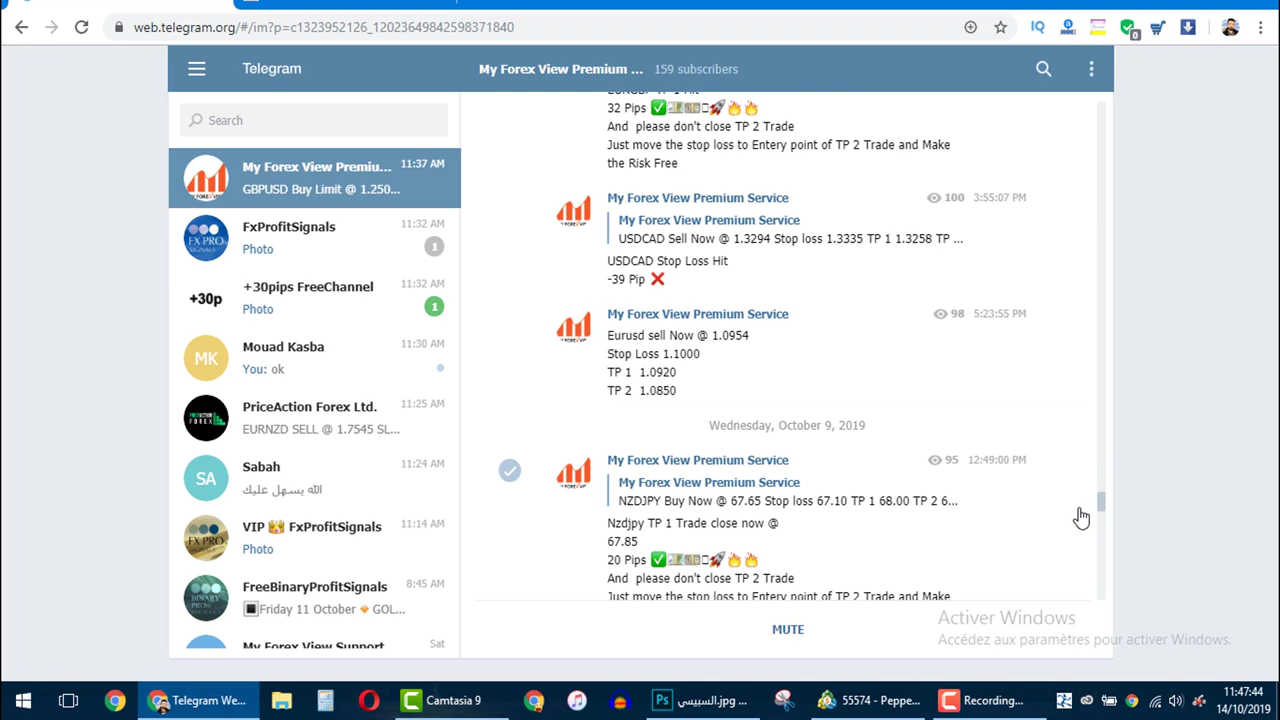 web.telegram.org/#/im?p=c1323952126_12023649842598371840
Telegram
My Forex View Premium ... 159 subscribers
Search
My Forex View Premiu... 11:37 AM
GBPUSD Buy Limit @ 1.250...
FxProfitSignals 11:32 AM
Photo 1
+30p
+30pips FreeChannel 11:32 AM
Photo 1
MK
Mouad Kasba 11:30 AM
You: ok
PriceAction Forex Ltd. 11:25 AM
EURNZD SELL @ 1.7545 SL...
SA
Sabah 11:24 AM
الله يسهل عليك
VIP 👑 FxProfitSignals 11:14 AM
Photo
FreeBinaryProfitSignals 8:45 AM
Friday 11 October 🔸 GOL...
My Forex View Support Sat
32 Pips ✅
And please don't close TP 2 Trade
Just move the stop loss to Entery point of TP 2 Trade and Make
the Risk Free
My Forex View Premium Service 100 3:55:07 PM
My Forex View Premium Service
USDCAD Sell Now @ 1.3294 Stop loss 1.3335 TP 1 1.3258 TP ...
USDCAD Stop Loss Hit
-39 Pip ❌
My Forex View Premium Service 98 5:23:55 PM
Eurusd sell Now @ 1.0954
Stop Loss 1.1000
TP 1 1.0920
TP 2 1.0850
Wednesday, October 9, 2019
My Forex View Premium Service 95 12:49:00 PM
My Forex View Premium Service
NZDJPY Buy Now @ 67.65 Stop loss 67.10 TP 1 68.00 TP 2 6...
Nzdjpy TP 1 Trade close now @
67.85
20 Pips ✅
And please don't close TP 2 Trade
Just move the stop loss to Entery point of TP 2 Trade and Make
MUTE
Activer Windows
Accédez aux paramètres pour activer Windows.
Telegram We...
Camtasia 9
السبيسي.jpg ...
55574 - Peppe...
Recording...
11:47:44
14/10/2019